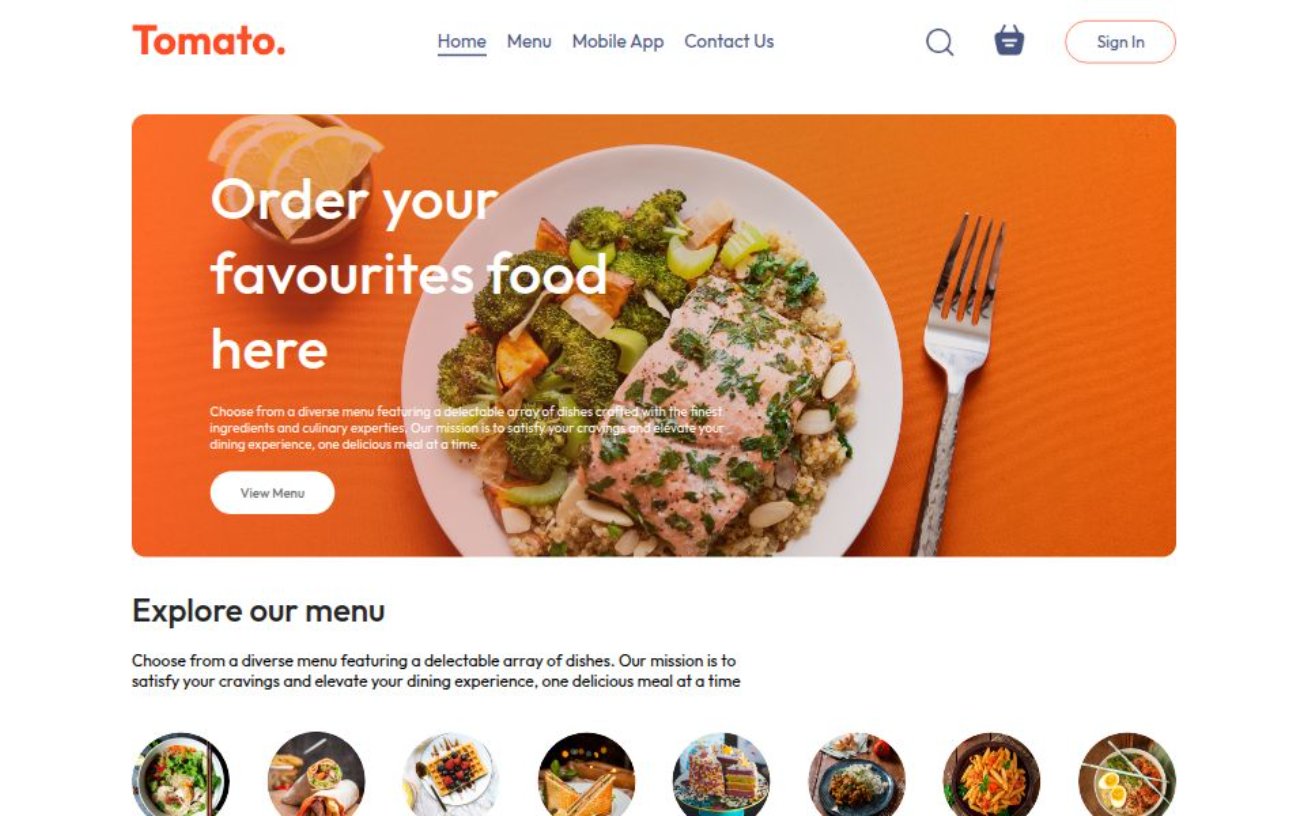 Tomato.
Home Menu Mobile App Contact Us
Sign In
Order your
favourites food
here
Choose from a diverse menu featuring a delectable array of dishes crafted with the finest
ingredients and culinary experties. Our mission is to satisfy your cravings and elevate your
dining experience, one delicious meal at a time.
View Menu
Explore our menu
Choose from a diverse menu featuring a delectable array of dishes. Our mission is to
satisfy your cravings and elevate your dining experience, one delicious meal at a time